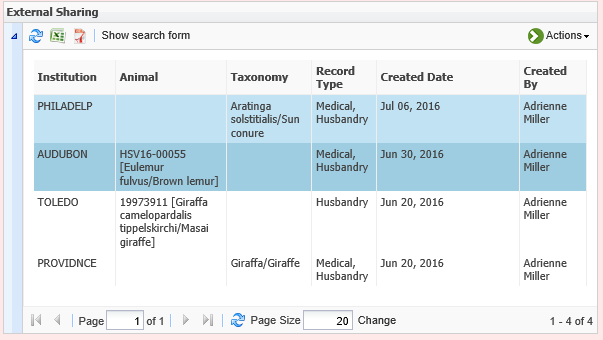 External Sharing
Show search form
Actions
Institution Animal Taxonomy Record Type Created Date Created By
PHILADELP Aratinga solstitialis/Sun conure Medical, Husbandry Jul 06, 2016 Adrienne Miller
AUDUBON HSV16-00055 [Eulemur fulvus/Brown lemur] Medical, Husbandry Jun 30, 2016 Adrienne Miller
TOLEDO 19973911 [Giraffa camelopardalis tippelskirchi/Masai giraffe] Husbandry Jun 20, 2016 Adrienne Miller
PROVIDNCE Giraffa/Giraffe Medical, Husbandry Jun 20, 2016 Adrienne Miller
Page 1 of 1 Page Size 20 Change 1 - 4 of 4